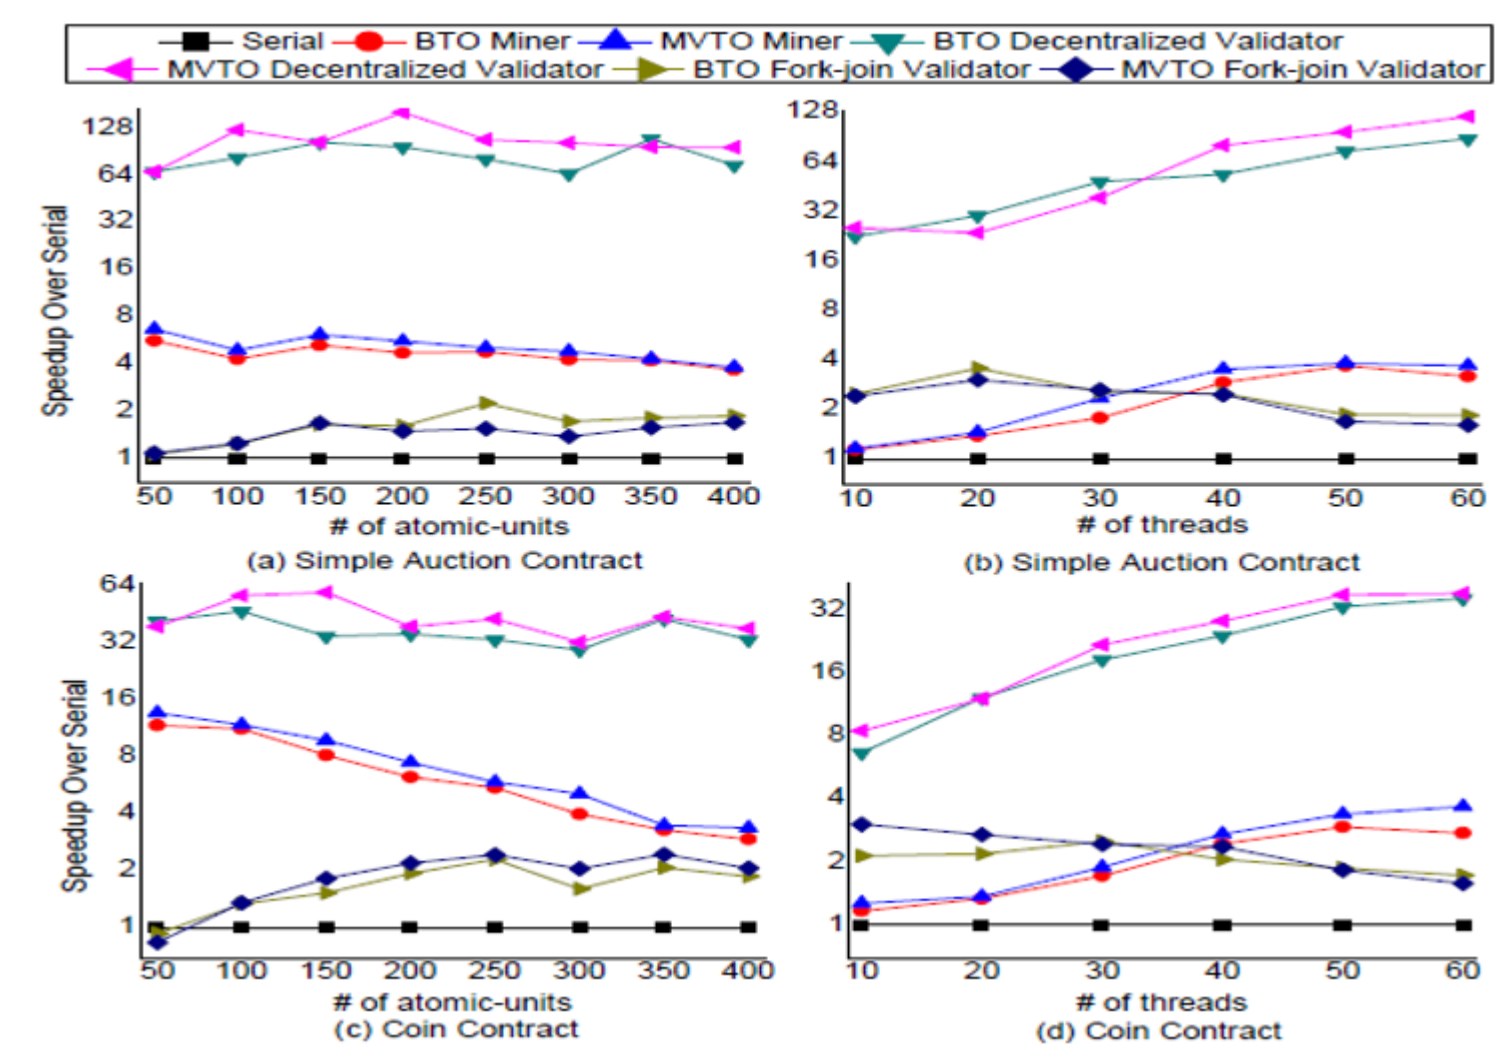 Serial BTO Miner MVTO Miner BTO Decentralized Validator
MVTO Decentralized Validator BTO Fork-join Validator MVTO Fork-join Validator
Speedup Over Serial
128
64
32
16
8
4
2
1
50 100 150 200 250 300 350 400
# of atomic-units
(a) Simple Auction Contract
128
64
32
16
8
4
2
1
10 20 30 40 50 60
# of threads
(b) Simple Auction Contract
Speedup Over Serial
64
32
16
8
4
2
1
50 100 150 200 250 300 350 400
# of atomic-units
(c) Coin Contract
32
16
8
4
2
1
10 20 30 40 50 60
# of threads
(d) Coin Contract